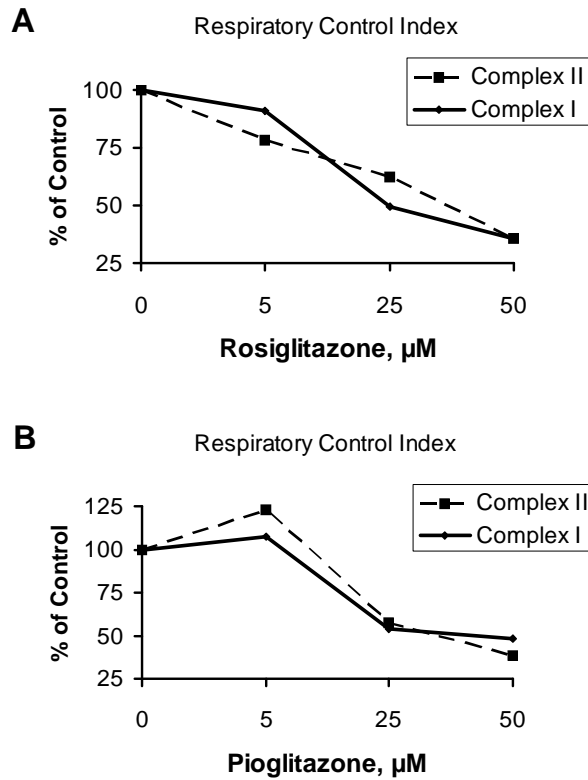 A
Respiratory Control Index
Complex II
Complex I
100
75
50
25
% of Control
0 5 25 50
Rosiglitazone, µM
B
Respiratory Control Index
Complex II
Complex I
125
100
75
50
25
% of Control
0 5 25 50
Pioglitazone, µM